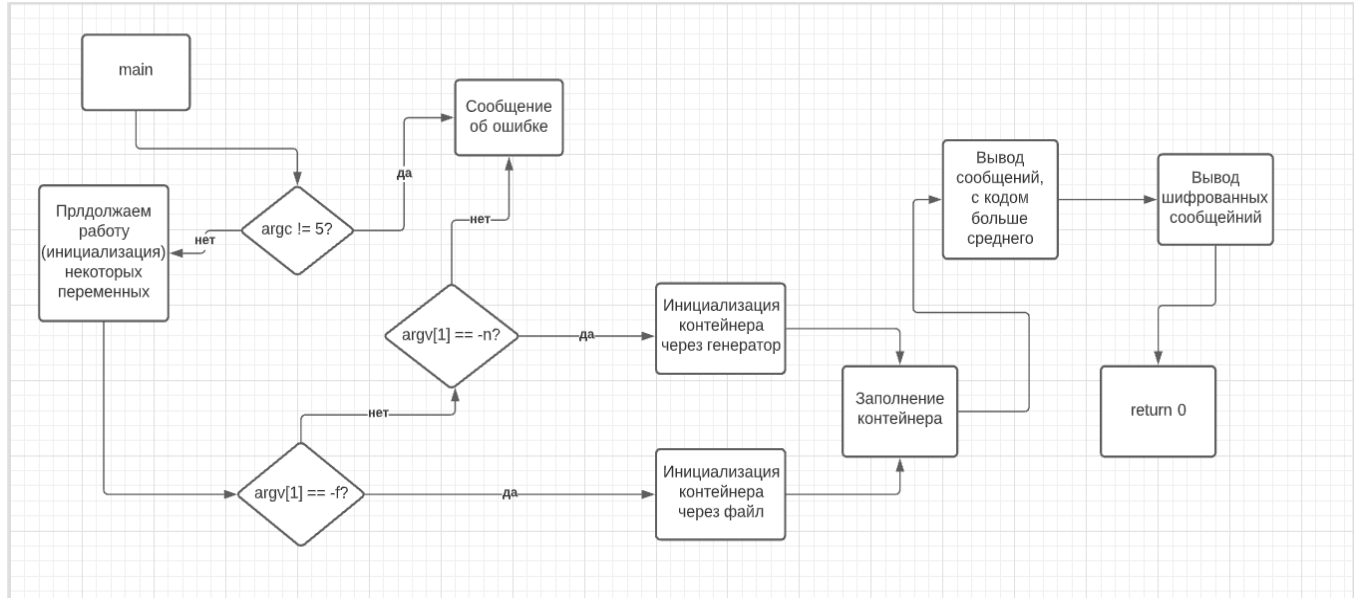 main
Сообщение
об ошибке
да
argc != 5?
нет
Прлдолжаем
работу
(инициализация)
некоторых
переменных
нет
argv[1] == -n?
да
Инициализация
контейнера
через генератор
Вывод
сообщений,
с кодом
больше
среднего
Вывод
шифрованных
сообщейний
нет
argv[1] == -f?
да
Инициализация
контейнера
через файл
Заполнение
контейнера
return 0